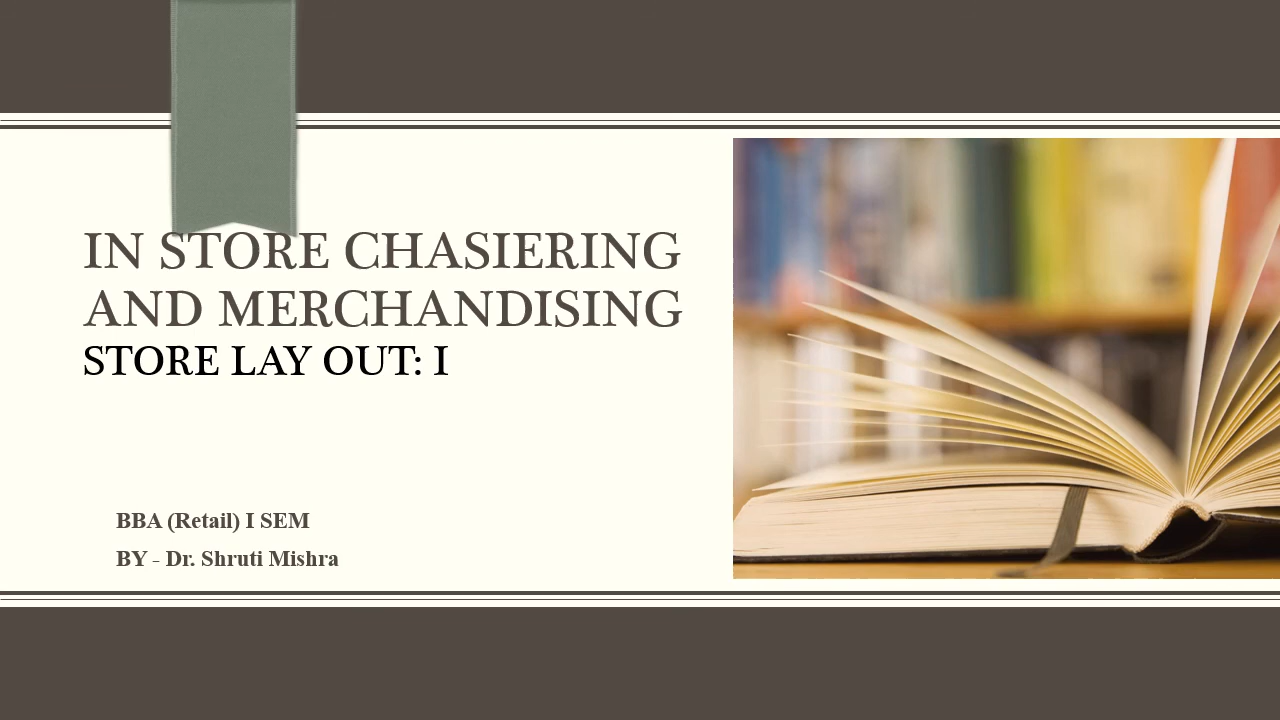 IN STORE CHASIERING
AND MERCHANDISING
STORE LAY OUT: I
BBA (Retail) I SEM
BY - Dr. Shruti Mishra